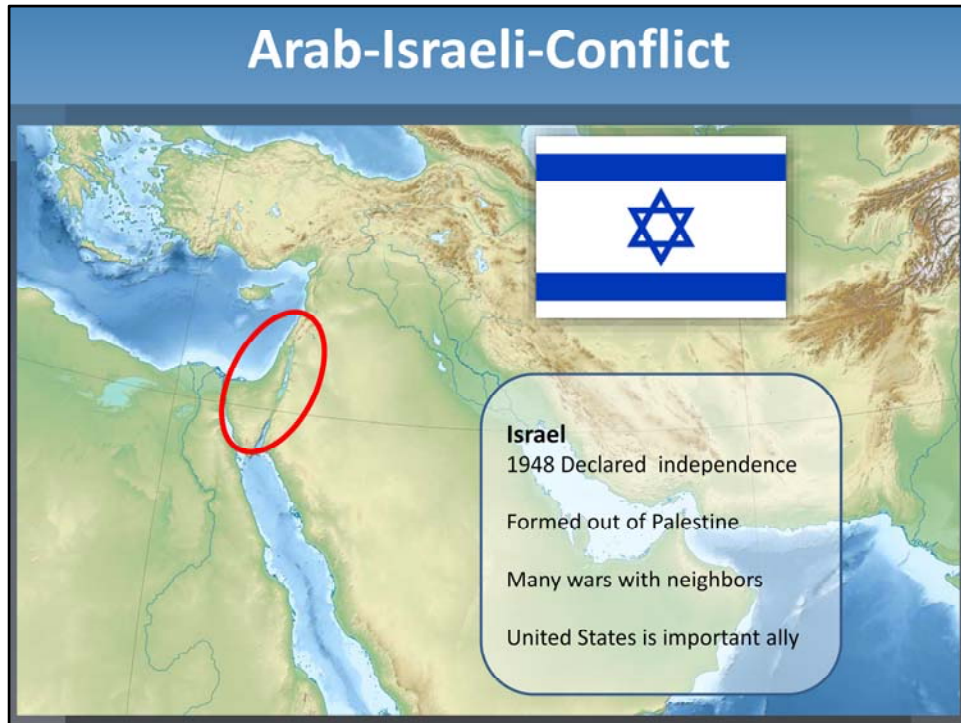 Arab-Israeli-Conflict
Israel
1948 Declared independence
Formed out of Palestine
Many wars with neighbors
United States is important ally